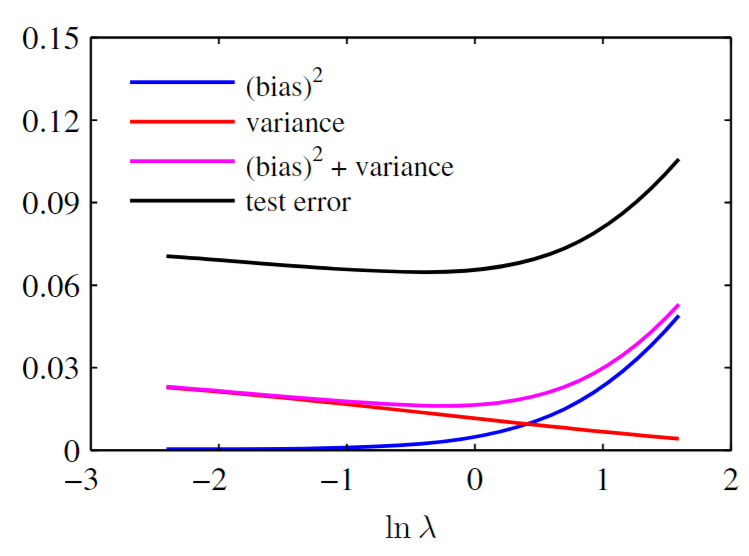 0.15
(bias)²
0.12
variance
(bias)² + variance
0.09
test error
0.06
0.03
0
−3 −2 −1 0 1 2
ln λ